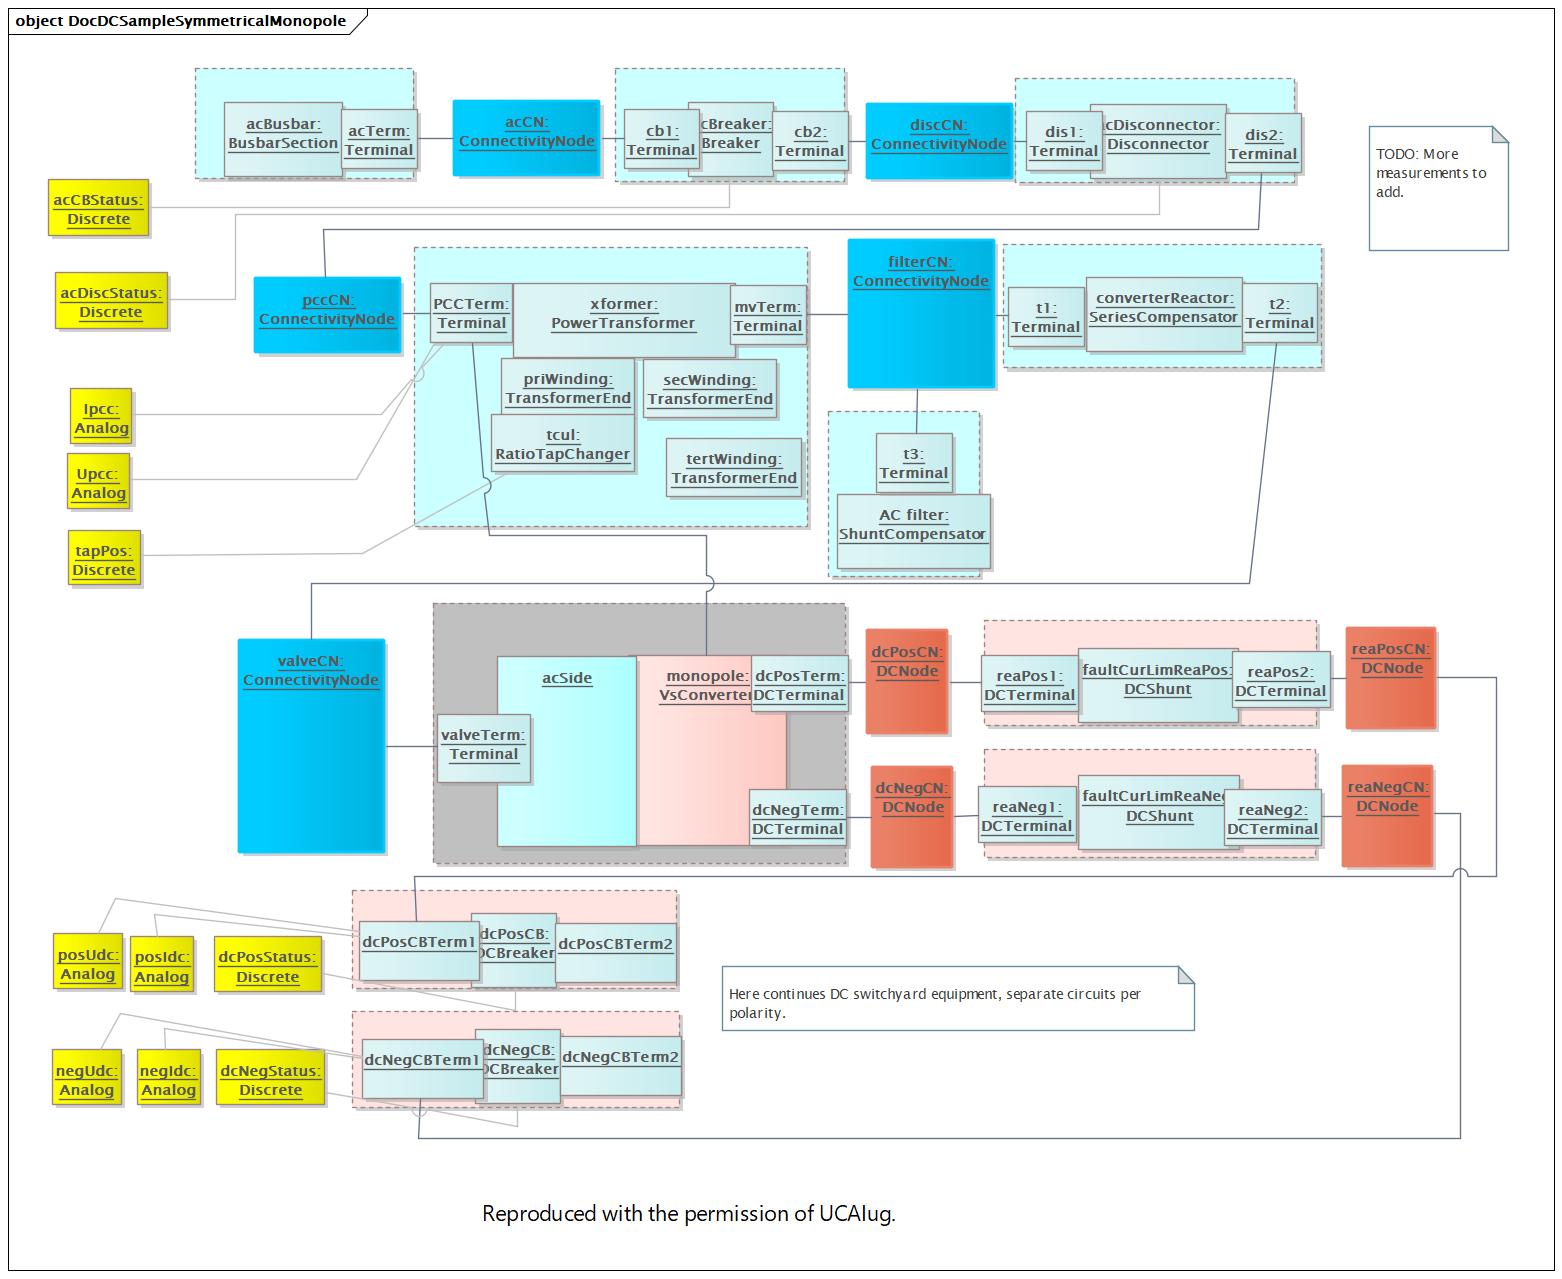 object DocDCSampleSymmetricalMonopole
acBusbar:
BusbarSection
acTerm:
Terminal
acCN:
ConnectivityNode
cb1:
Terminal
cBreaker:
Breaker
cb2:
Terminal
discCN:
ConnectivityNode
dis1:
Terminal
cDisconnector:
Disconnector
dis2:
Terminal
TODO: More
measurements to
add.
acCBStatus:
Discrete
acDiscStatus:
Discrete
pccCN:
ConnectivityNode
PCCTerm:
Terminal
xformer:
PowerTransformer
mvTerm:
Terminal
filterCN:
ConnectivityNode
t1:
Terminal
converterReactor:
SeriesCompensator
t2:
Terminal
priWinding:
TransformerEnd
secWinding:
TransformerEnd
Ipcc:
Analog
tcul:
RatioTapChanger
Upcc:
Analog
tertWinding:
TransformerEnd
t3:
Terminal
AC filter:
ShuntCompensator
tapPos:
Discrete
valveCN:
ConnectivityNode
acSide
monopole:
VsConverter
valveTerm:
Terminal
dcPosTerm:
DCTerminal
dcPosCN:
DCNode
reaPos1:
DCTerminal
faultCurLimReaPos:
DCShunt
reaPos2:
DCTerminal
reaPosCN:
DCNode
dcNegTerm:
DCTerminal
dcNegCN:
DCNode
reaNeg1:
DCTerminal
faultCurLimReaNeg
DCShunt
reaNeg2:
DCTerminal
reaNegCN:
DCNode
posUdc:
Analog
posIdc:
Analog
dcPosStatus:
Discrete
dcPosCBTerm1
dcPosCB:
DCBreaker
dcPosCBTerm2
Here continues DC switchyard equipment, separate circuits per
polarity.
negUdc:
Analog
negIdc:
Analog
dcNegStatus:
Discrete
dcNegCBTerm1
dcNegCB:
DCBreaker
dcNegCBTerm2
Reproduced with the permission of UCAIug.